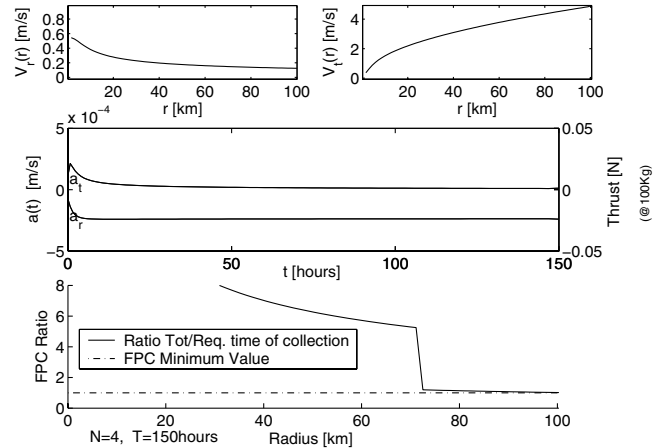 V_r(r) [m/s]
0.8
0.6
0.4
0.2
0
20 40 60 80 100
r [km]
V_t(r) [m/s]
4
2
0
20 40 60 80 100
r [km]
x 10^-4
a(t) [m/s]
5
0
-5
a_t
a_r
0 50 100 150
t [hours]
0.05
0
-0.05
Thrust [N]
(@100Kg)
FPC Ratio
8
6
4
2
0
Ratio Tot/Req. time of collection
FPC Minimum Value
0 20 40 60 80 100
N=4, T=150hours
Radius [km]